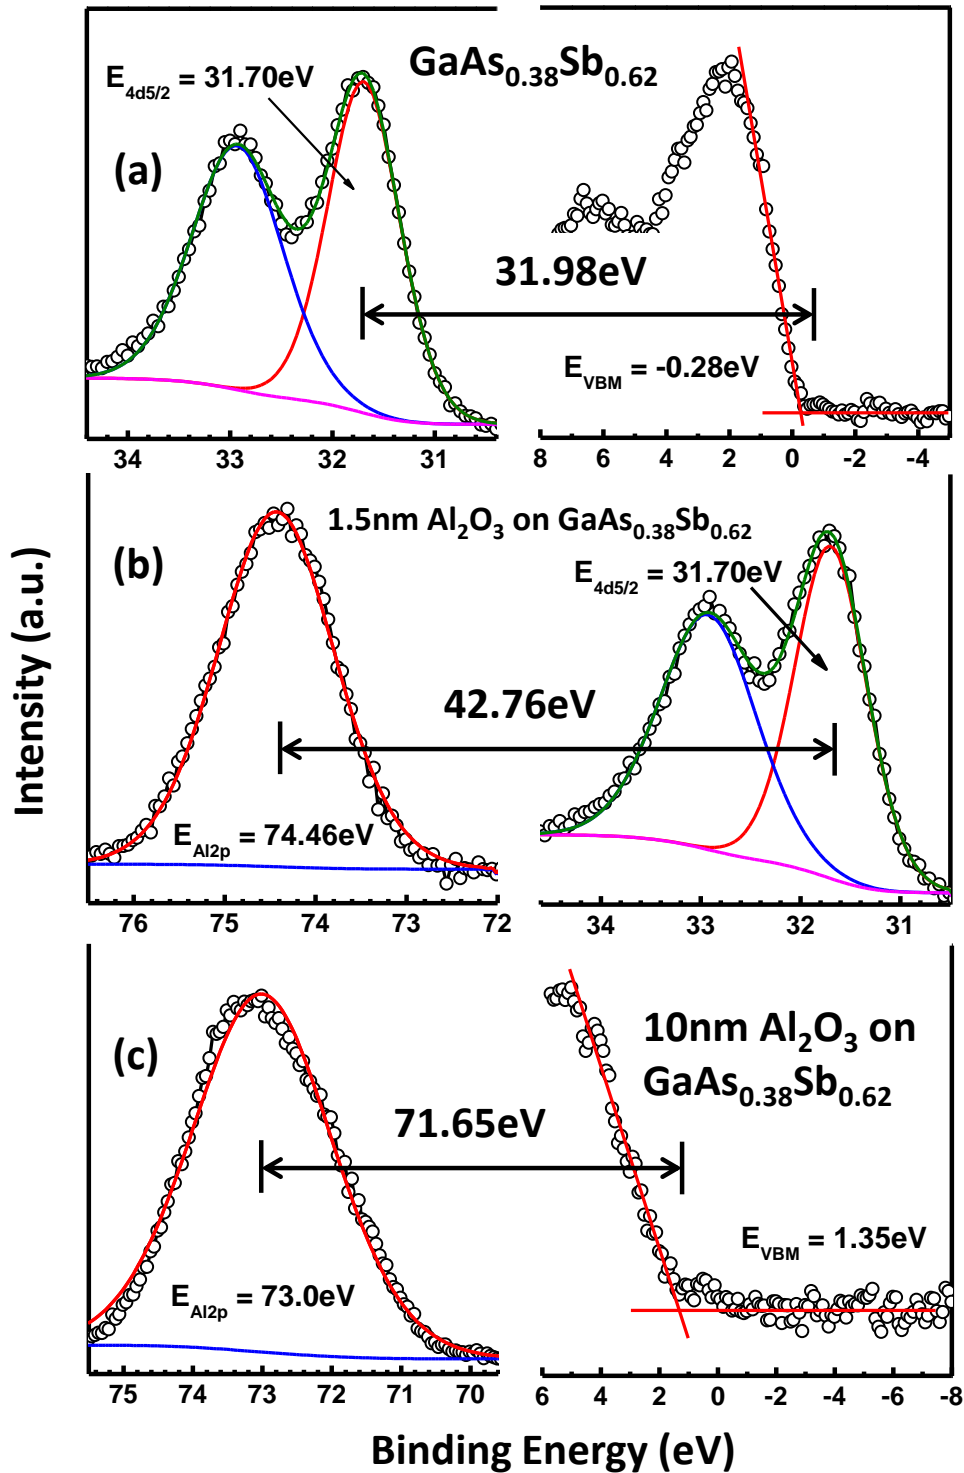 GaAs0.38Sb0.62
E4d5/2 = 31.70eV
(a)
31.98eV
EVBM = -0.28eV
34 33 32 31 8 6 4 2 0 -2 -4
1.5nm Al2O3 on GaAs0.38Sb0.62
(b)
E4d5/2 = 31.70eV
42.76eV
EAl2p = 74.46eV
76 75 74 73 72 34 33 32 31
(c)
10nm Al2O3 on
GaAs0.38Sb0.62
71.65eV
EVBM = 1.35eV
EAl2p = 73.0eV
75 74 73 72 71 70 6 4 2 0 -2 -4 -6 -8
Intensity (a.u.)
Binding Energy (eV)